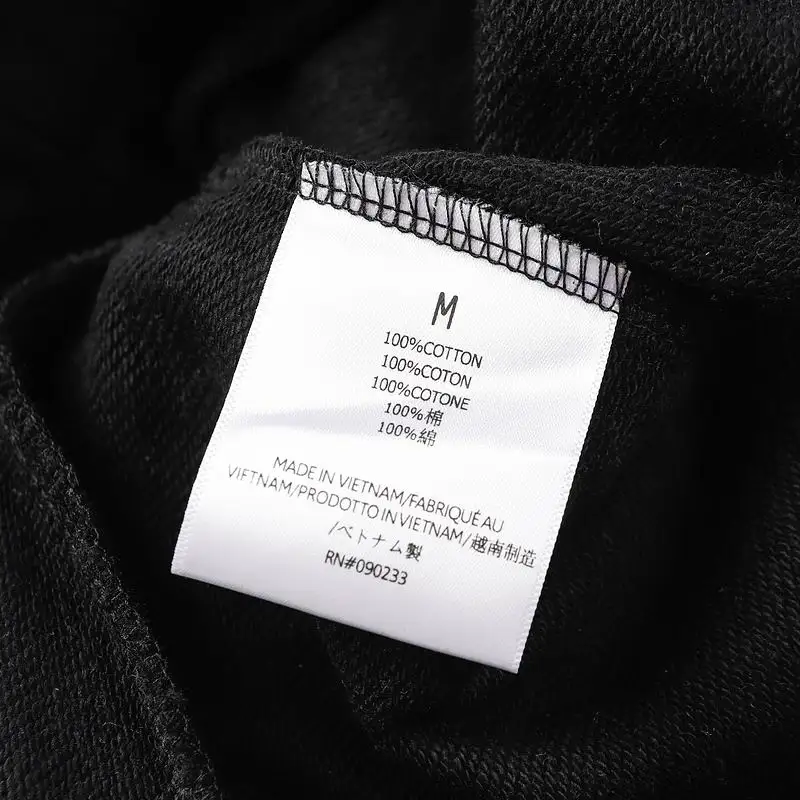 M
100%COTTON
100%COTON
100%COTONE
100%棉
100%綿
MADE IN VIETNAM/FABRIQUÉ AU
VIETNAM/PRODOTTO IN VIETNAM/越南制造
/ベトナム製
RN#090233